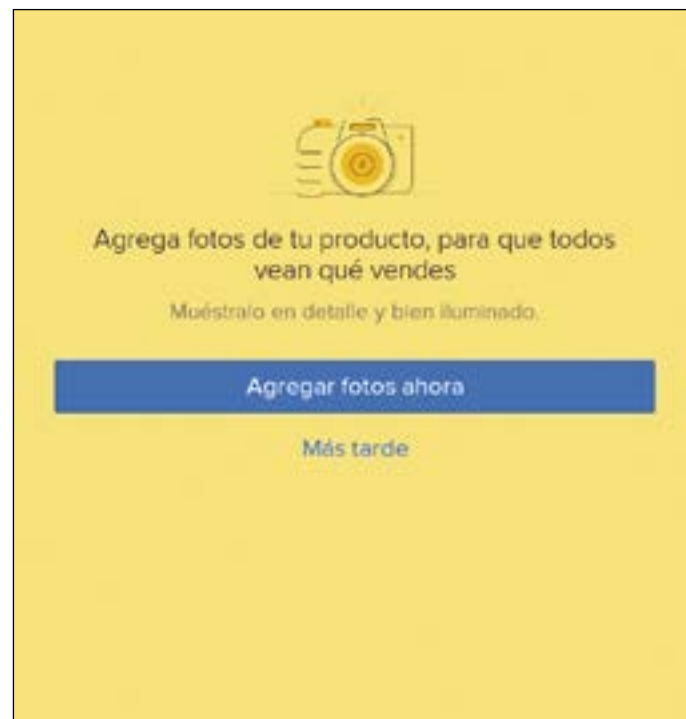 Agrega fotos de tu producto, para que todos
vean qué vendes
Muéstralo en detalle y bien iluminado.
Agregar fotos ahora
Más tarde